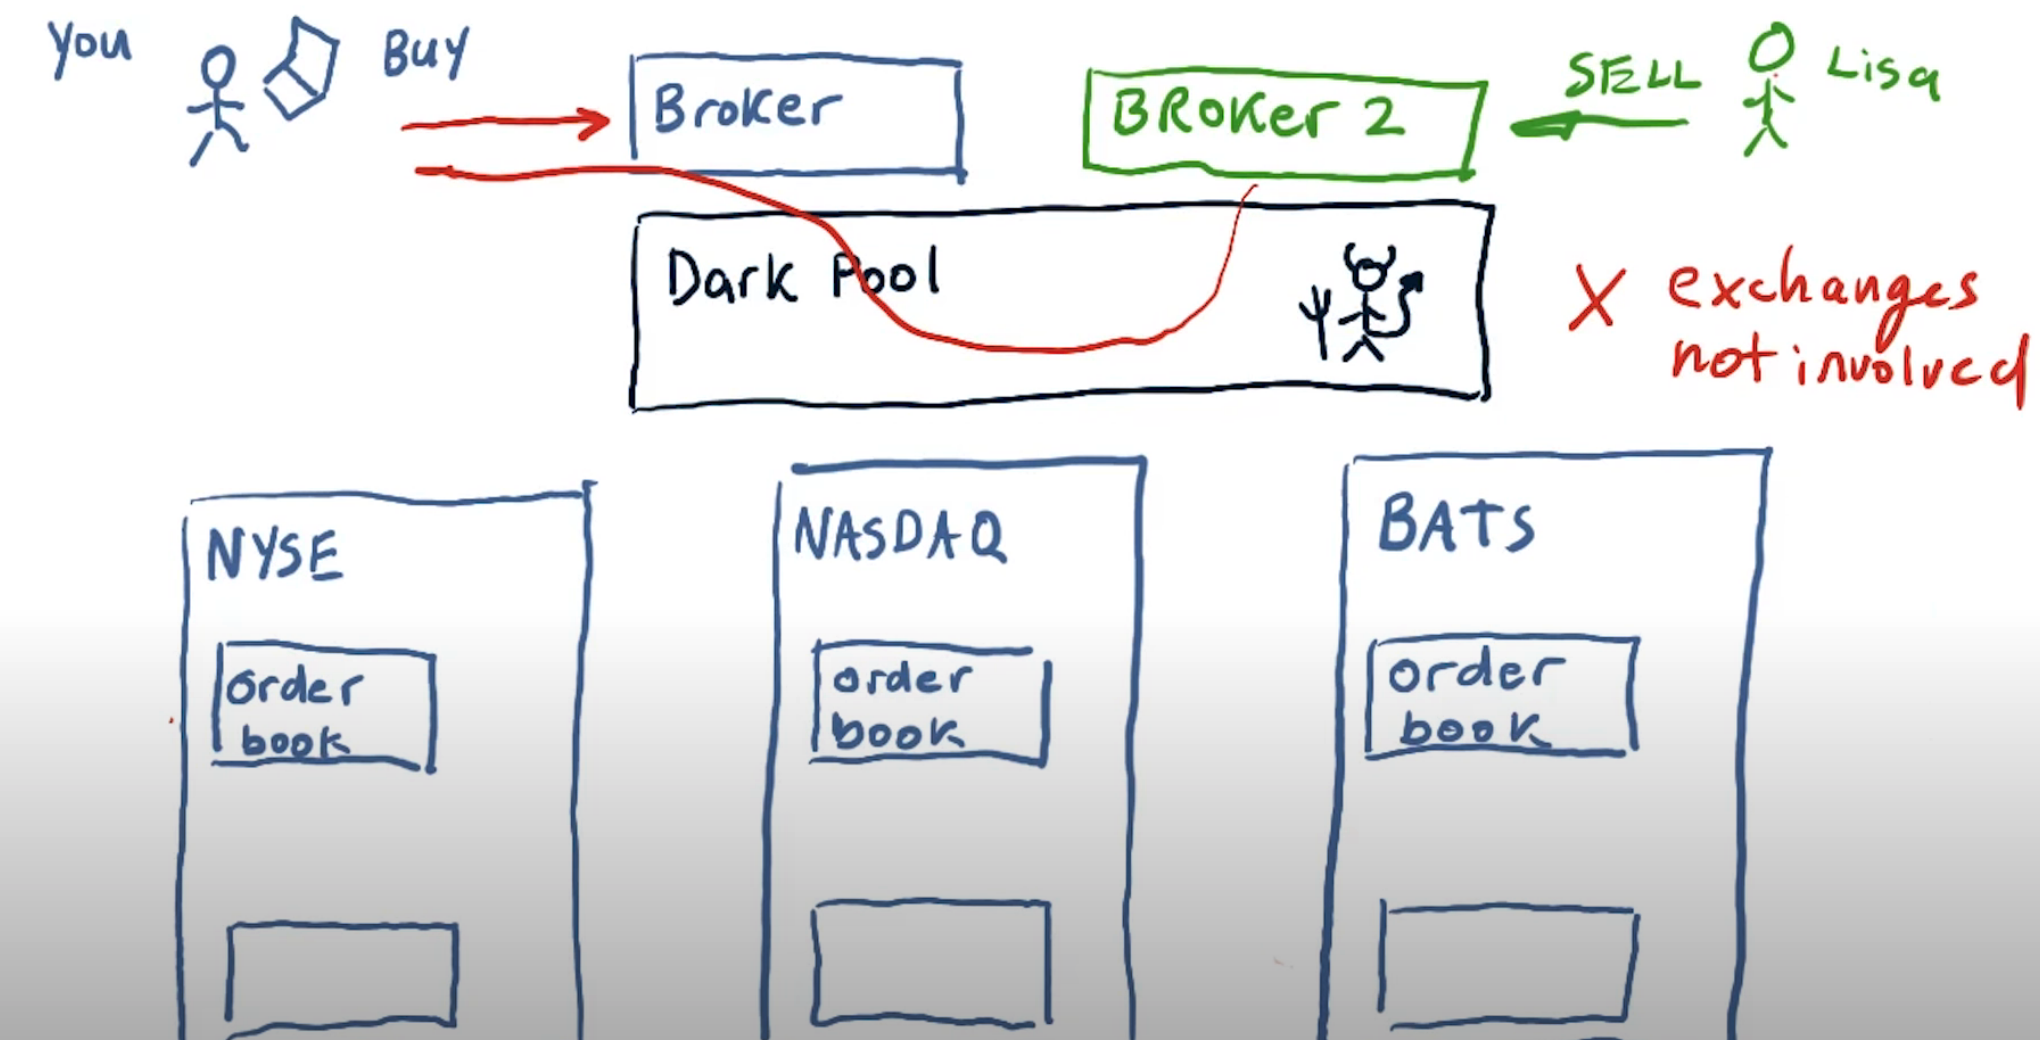 You
BUY
Broker
BROKer 2
SELL
Lisa
Dark Pool
X exchanges
not involved
NYSE
order
book
NASDAQ
order
book
BATS
order
book